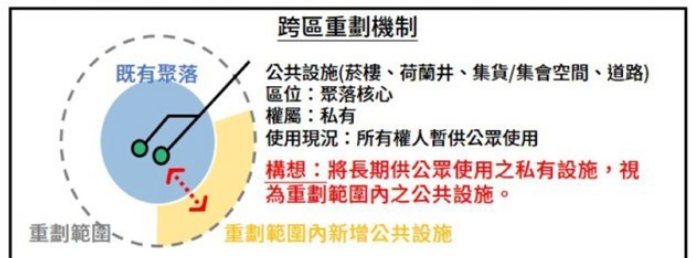 跨區重劃機制
既有聚落
公共設施(菸樓、荷蘭井、集貨/集會空間、道路)
區位：聚落核心
權屬：私有
使用現況：所有權人暫供公眾使用
構想：將長期供公眾使用之私有設施，視
為重劃範圍內之公共設施。
重劃範圍
重劃範圍內新增公共設施